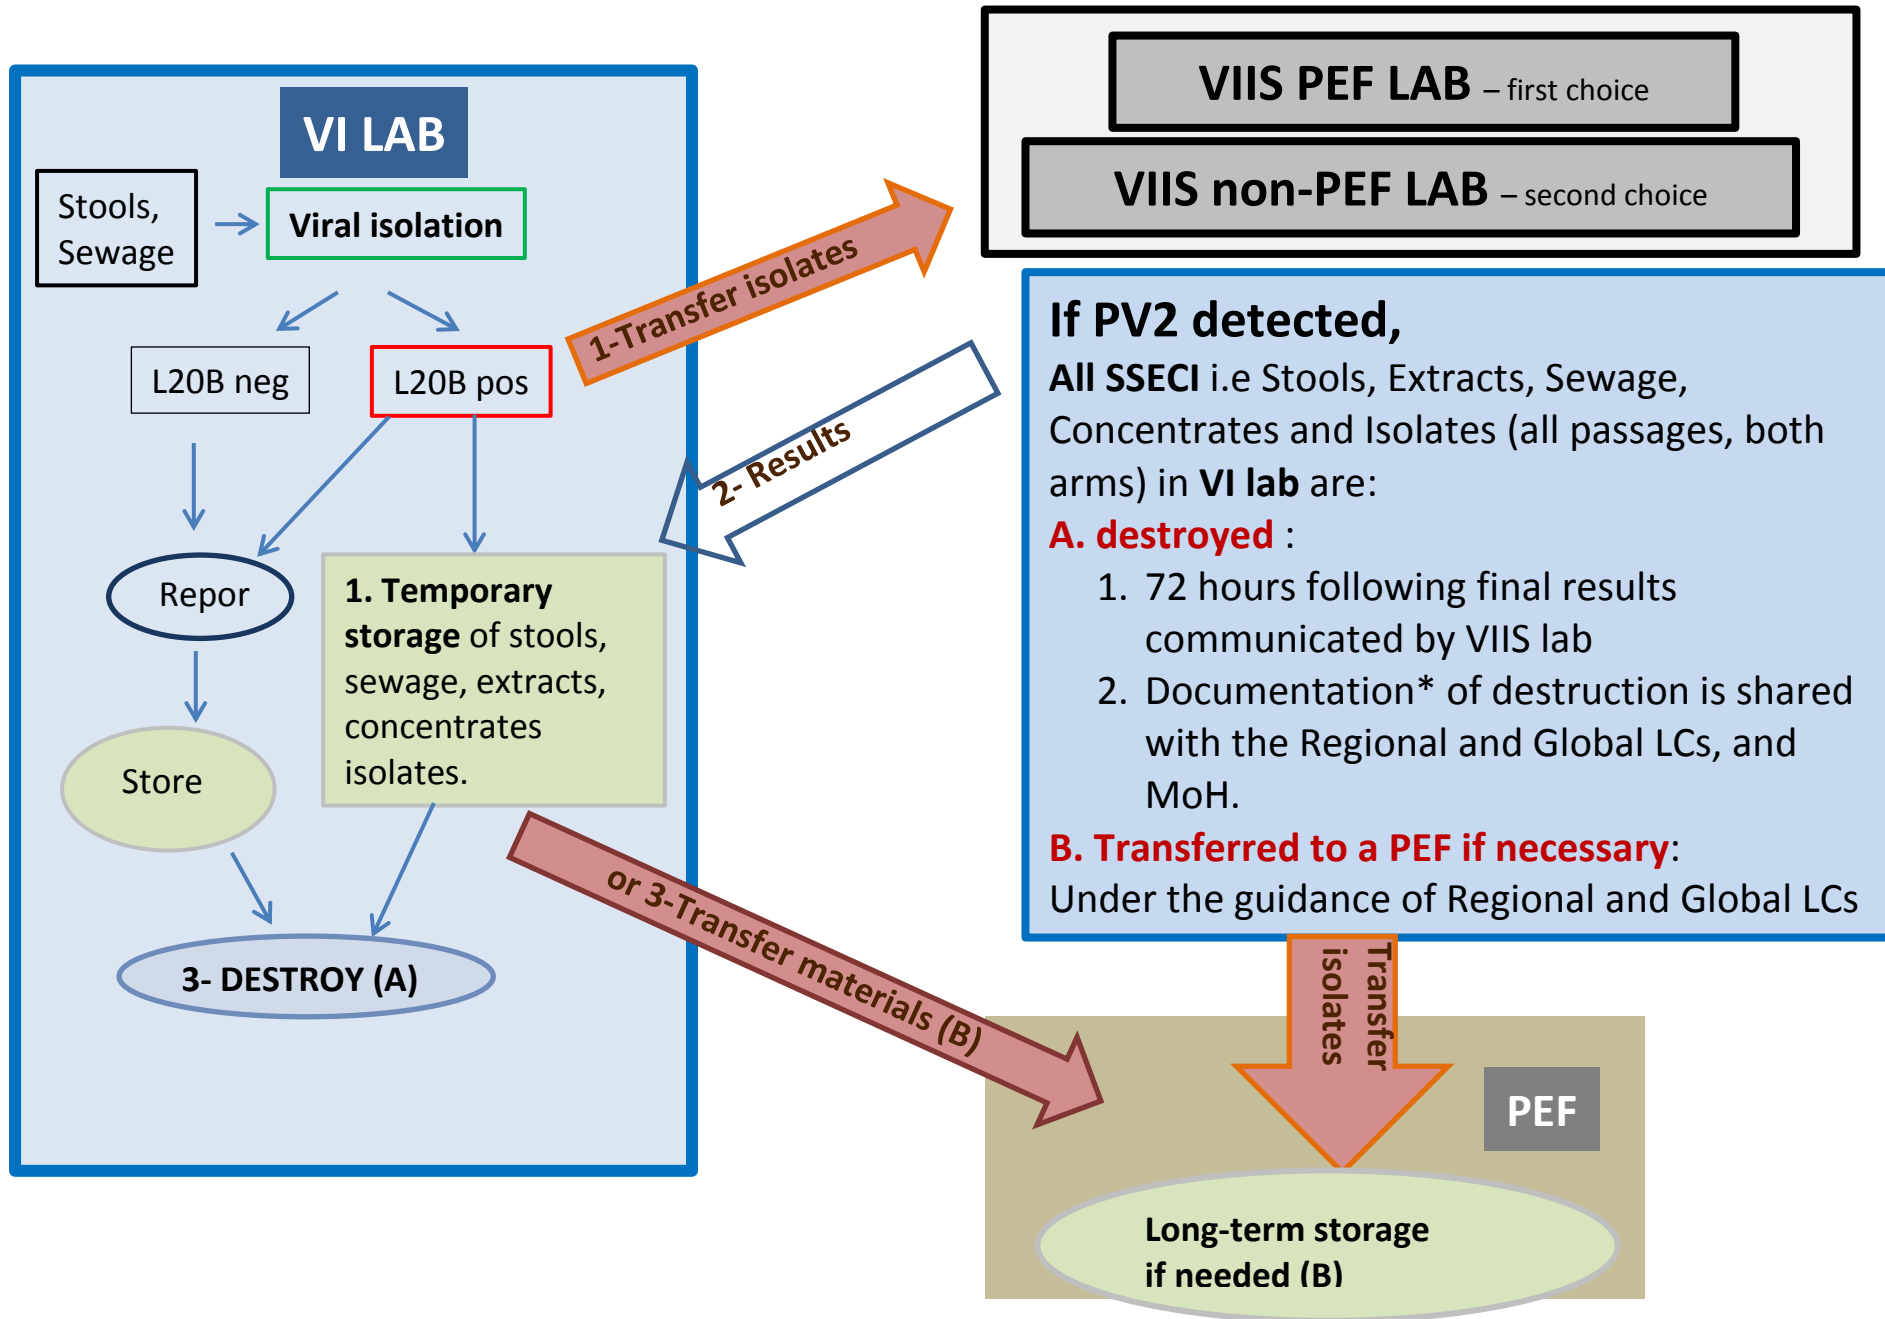 VI LAB
Stools,
Sewage
Viral isolation
L20B neg
L20B pos
Repor
Store
1. Temporary
storage of stools,
sewage, extracts,
concentrates
isolates.
3- DESTROY (A)
1-Transfer isolates
2- Results
or 3-Transfer materials (B)
VIIS PEF LAB – first choice
VIIS non-PEF LAB – second choice
If PV2 detected,
All SSECI i.e Stools, Extracts, Sewage,
Concentrates and Isolates (all passages, both
arms) in VI lab are:
A. destroyed :
1. 72 hours following final results
communicated by VIIS lab
2. Documentation* of destruction is shared
with the Regional and Global LCs, and
MoH.
B. Transferred to a PEF if necessary:
Under the guidance of Regional and Global LCs
Transfer
isolates
PEF
Long-term storage
if needed (B)